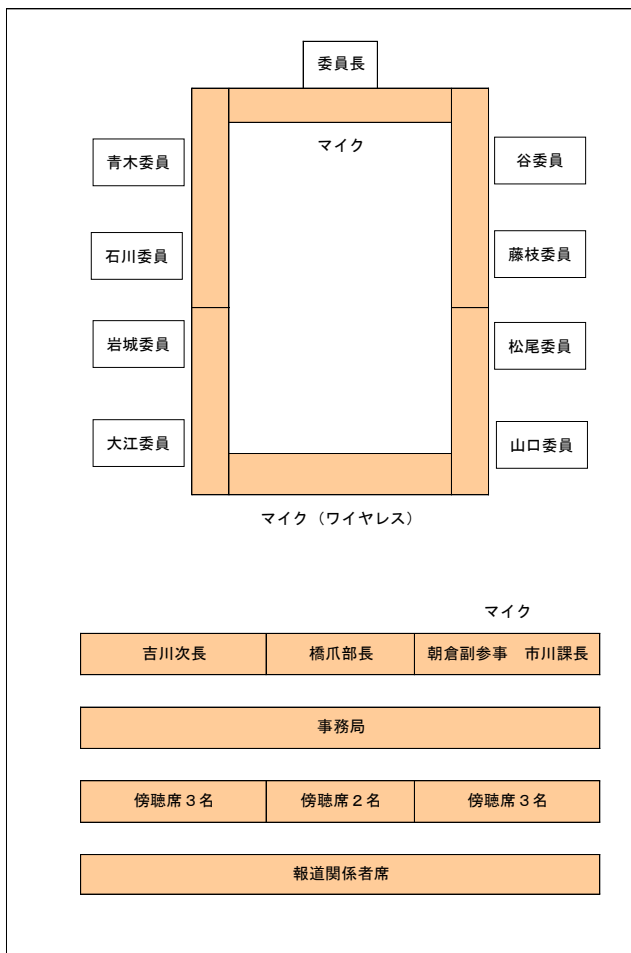 委員長
マイク
青木委員
谷委員
石川委員
藤枝委員
岩城委員
松尾委員
大江委員
山口委員
マイク（ワイヤレス）
マイク
吉川次長
橋爪部長
朝倉副参事　市川課長
事務局
傍聴席３名
傍聴席２名
傍聴席３名
報道関係者席